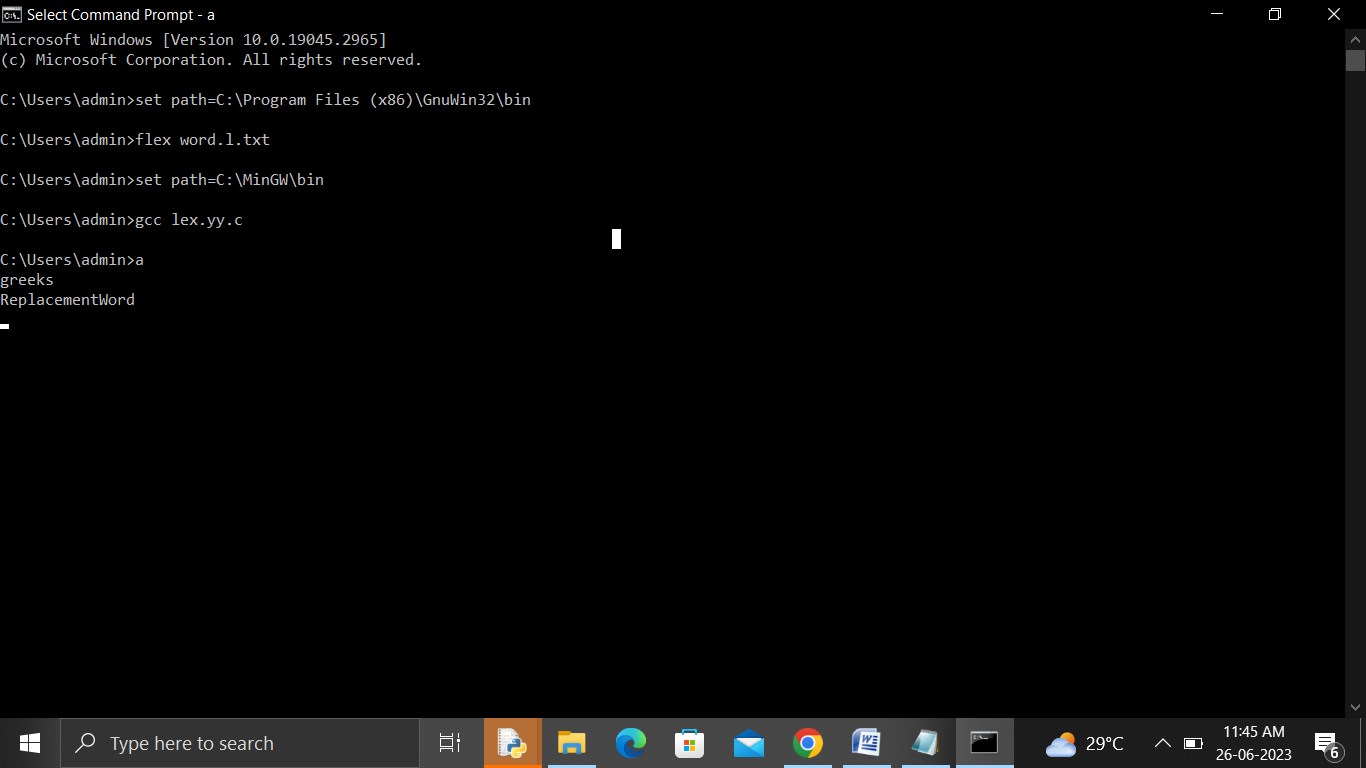 Select Command Prompt - a
Microsoft Windows [Version 10.0.19045.2965]
(c) Microsoft Corporation. All rights reserved.
C:\Users\admin>set path=C:\Program Files (x86)\GnuWin32\bin
C:\Users\admin>flex word.l.txt
C:\Users\admin>set path=C:\MinGW\bin
C:\Users\admin>gcc lex.yy.c
C:\Users\admin>a
greeks
ReplacementWord
Type here to search
29°C
11:45 AM
26-06-2023
6